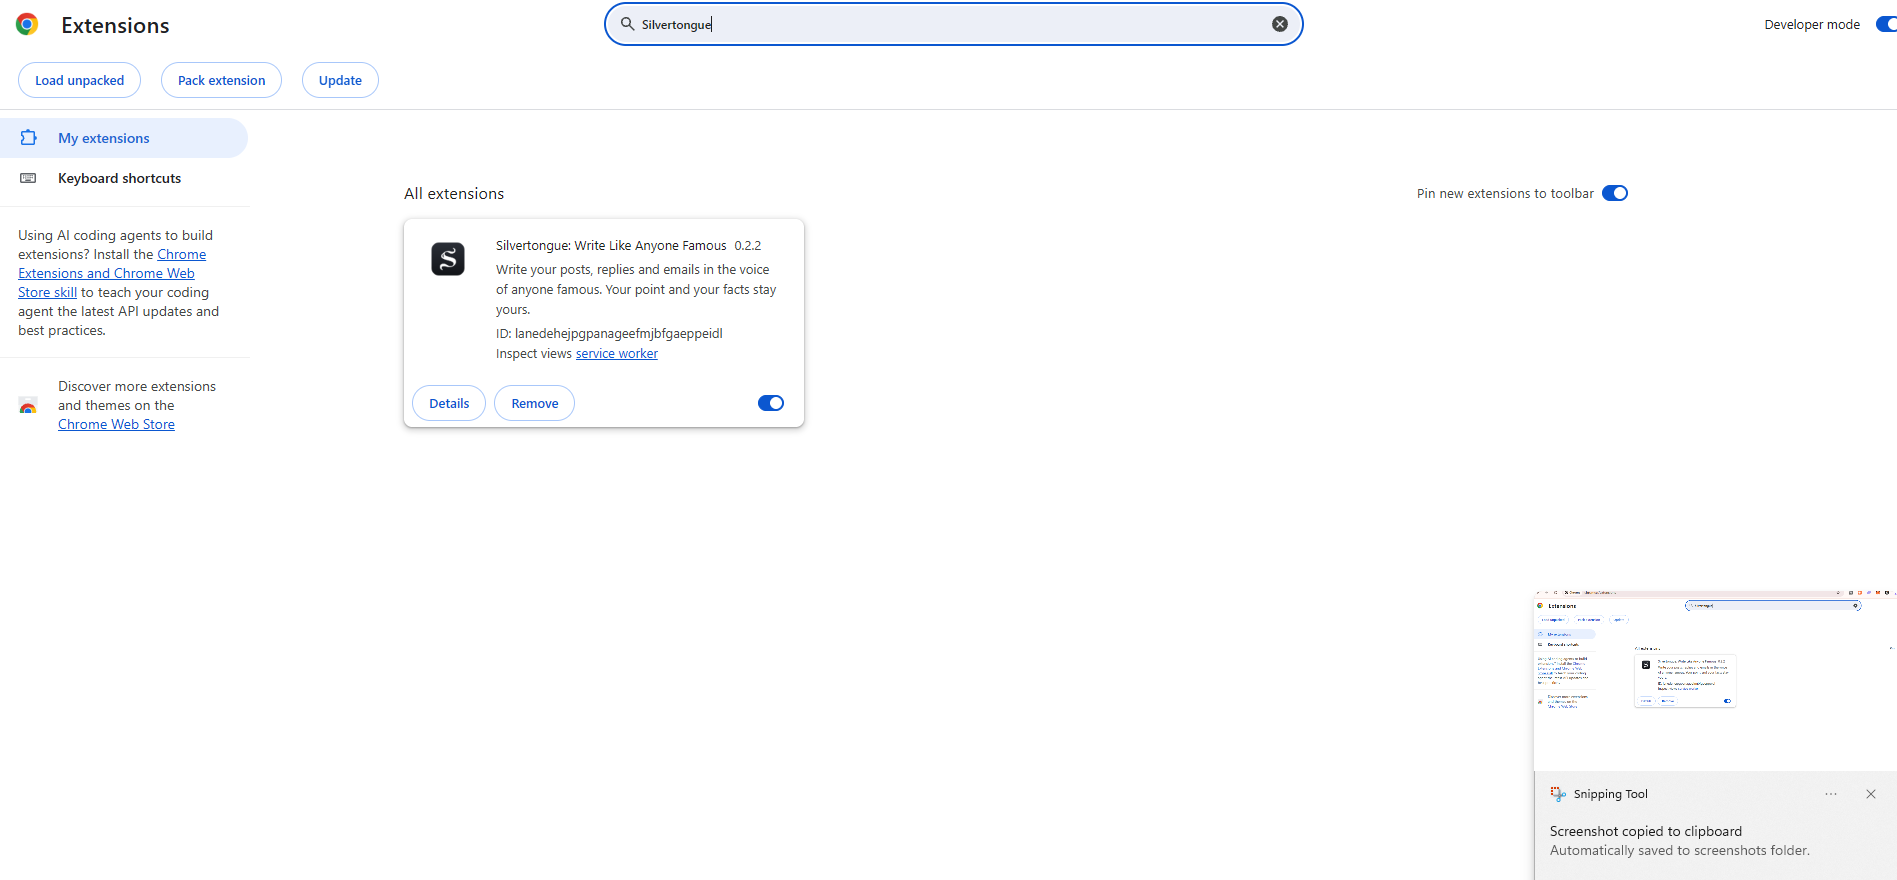 Extensions
Silvertongue
Developer mode
Load unpacked
Pack extension
Update
My extensions
Keyboard shortcuts
Using AI coding agents to build
extensions? Install the Chrome
Extensions and Chrome Web
Store skill to teach your coding
agent the latest API updates and
best practices.
Discover more extensions
and themes on the
Chrome Web Store
All extensions
Pin new extensions to toolbar
Silvertongue: Write Like Anyone Famous 0.2.2
Write your posts, replies and emails in the voice
of anyone famous. Your point and your facts stay
yours.
ID: lanedehejpgpanageefmjbfgaeppeidl
Inspect views service worker
Details
Remove
Extensions
My extensions
Keyboard shortcuts
Snipping Tool
Screenshot copied to clipboard
Automatically saved to screenshots folder.